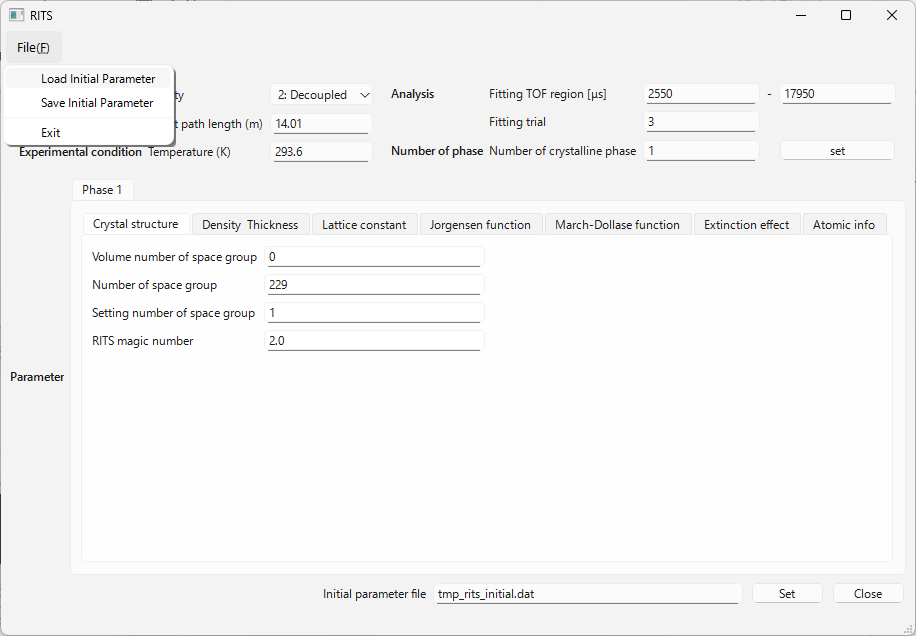 RITS
File(F)
Load Initial Parameter
Save Initial Parameter
Exit
2: Decoupled
Analysis
Fitting TOF region [µs]
2550
-
17950
path length (m)
14.01
Fitting trial
3
Experimental condition
Temperature (K)
293.6
Number of phase
Number of crystalline phase
1
set
Phase 1
Crystal structure
Density Thickness
Lattice constant
Jorgensen function
March-Dollase function
Extinction effect
Atomic info
Volume number of space group
0
Number of space group
229
Setting number of space group
1
RITS magic number
2.0
Parameter
Initial parameter file
tmp_rits_initial.dat
Set
Close